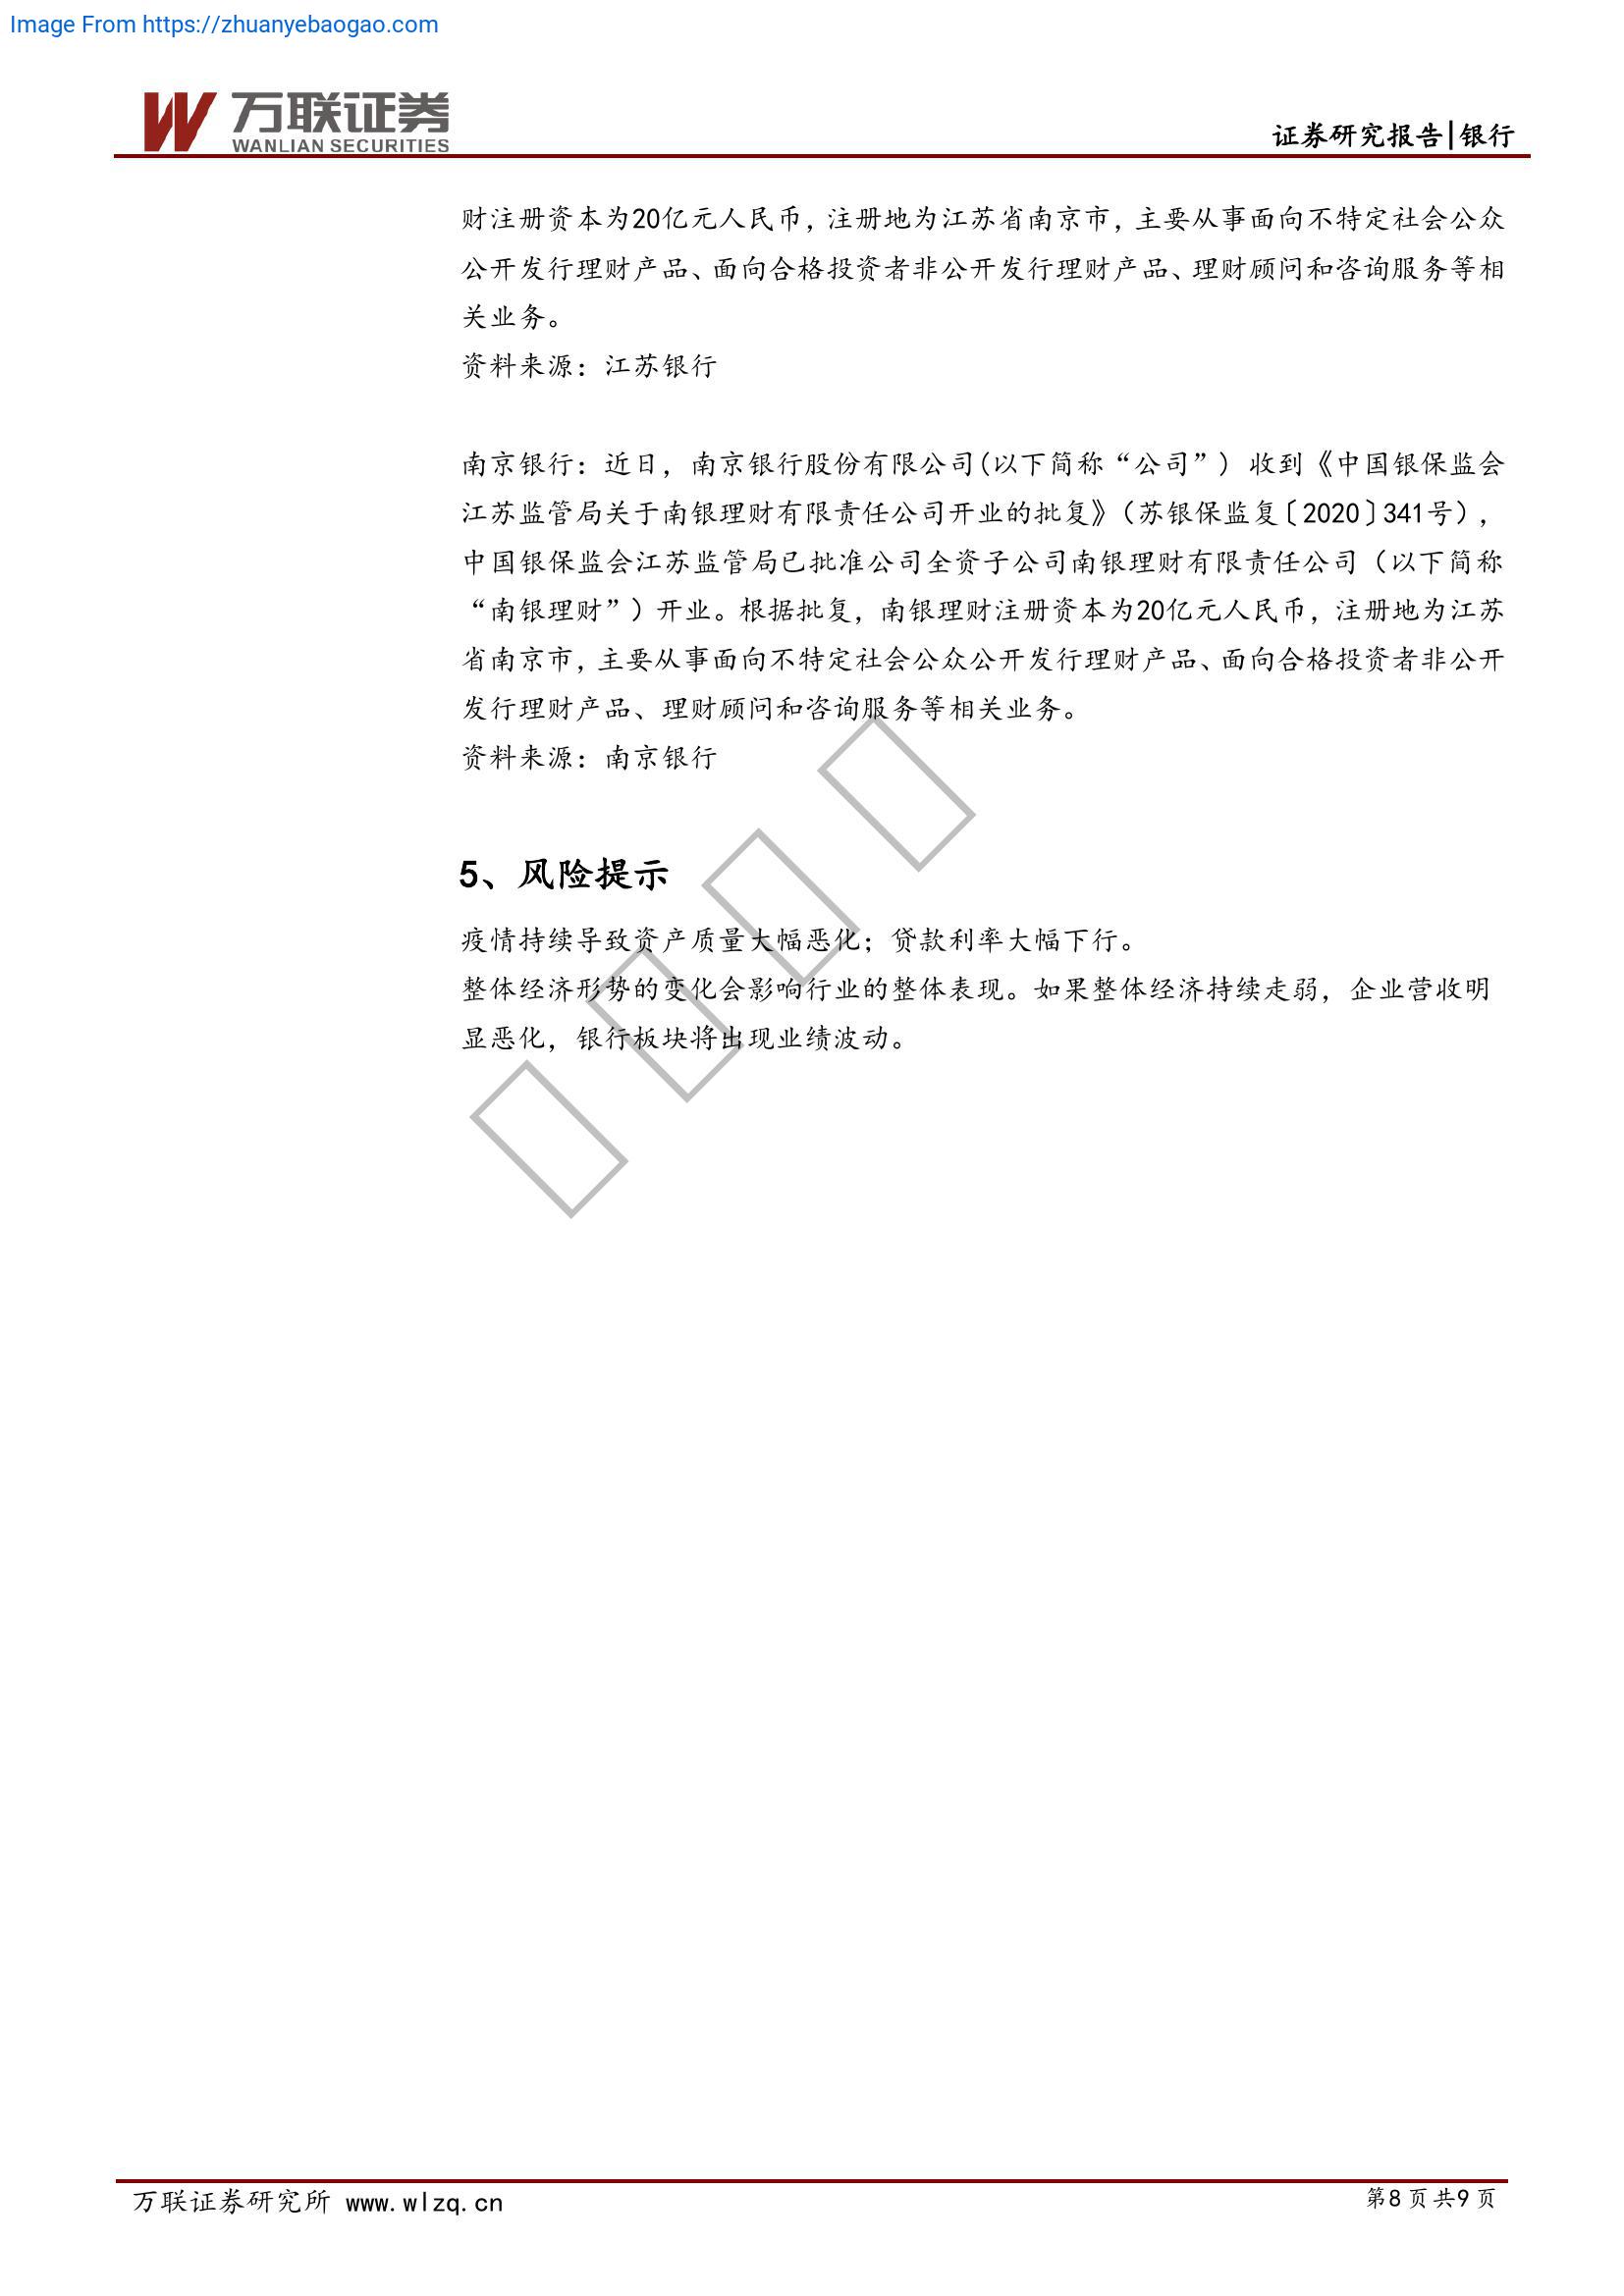 Image From https://zhuanyebaogao.com
万联证券
WANLIAN SECURITIES
证券研究报告|银行
财注册资本为20亿元人民币，注册地为江苏省南京市，主要从事面向不特定社会公众
公开发行理财产品、面向合格投资者非公开发行理财产品、理财顾问和咨询服务等相
关业务。
资料来源：江苏银行
南京银行：近日，南京银行股份有限公司(以下简称“公司”）收到《中国银保监会
江苏监管局关于南银理财有限责任公司开业的批复》（苏银保监复〔2020〕341号），
中国银保监会江苏监管局已批准公司全资子公司南银理财有限责任公司（以下简称
“南银理财”）开业。根据批复，南银理财注册资本为20亿元人民币，注册地为江苏
省南京市，主要从事面向不特定社会公众公开发行理财产品、面向合格投资者非公开
发行理财产品、理财顾问和咨询服务等相关业务。
资料来源：南京银行
5、风险提示
疫情持续导致资产质量大幅恶化；贷款利率大幅下行。
整体经济形势的变化会影响行业的整体表现。如果整体经济持续走弱，企业营收明
显恶化，银行板块将出现业绩波动。
万联证券研究所 www.wlzq.cn
第8 页 共9 页